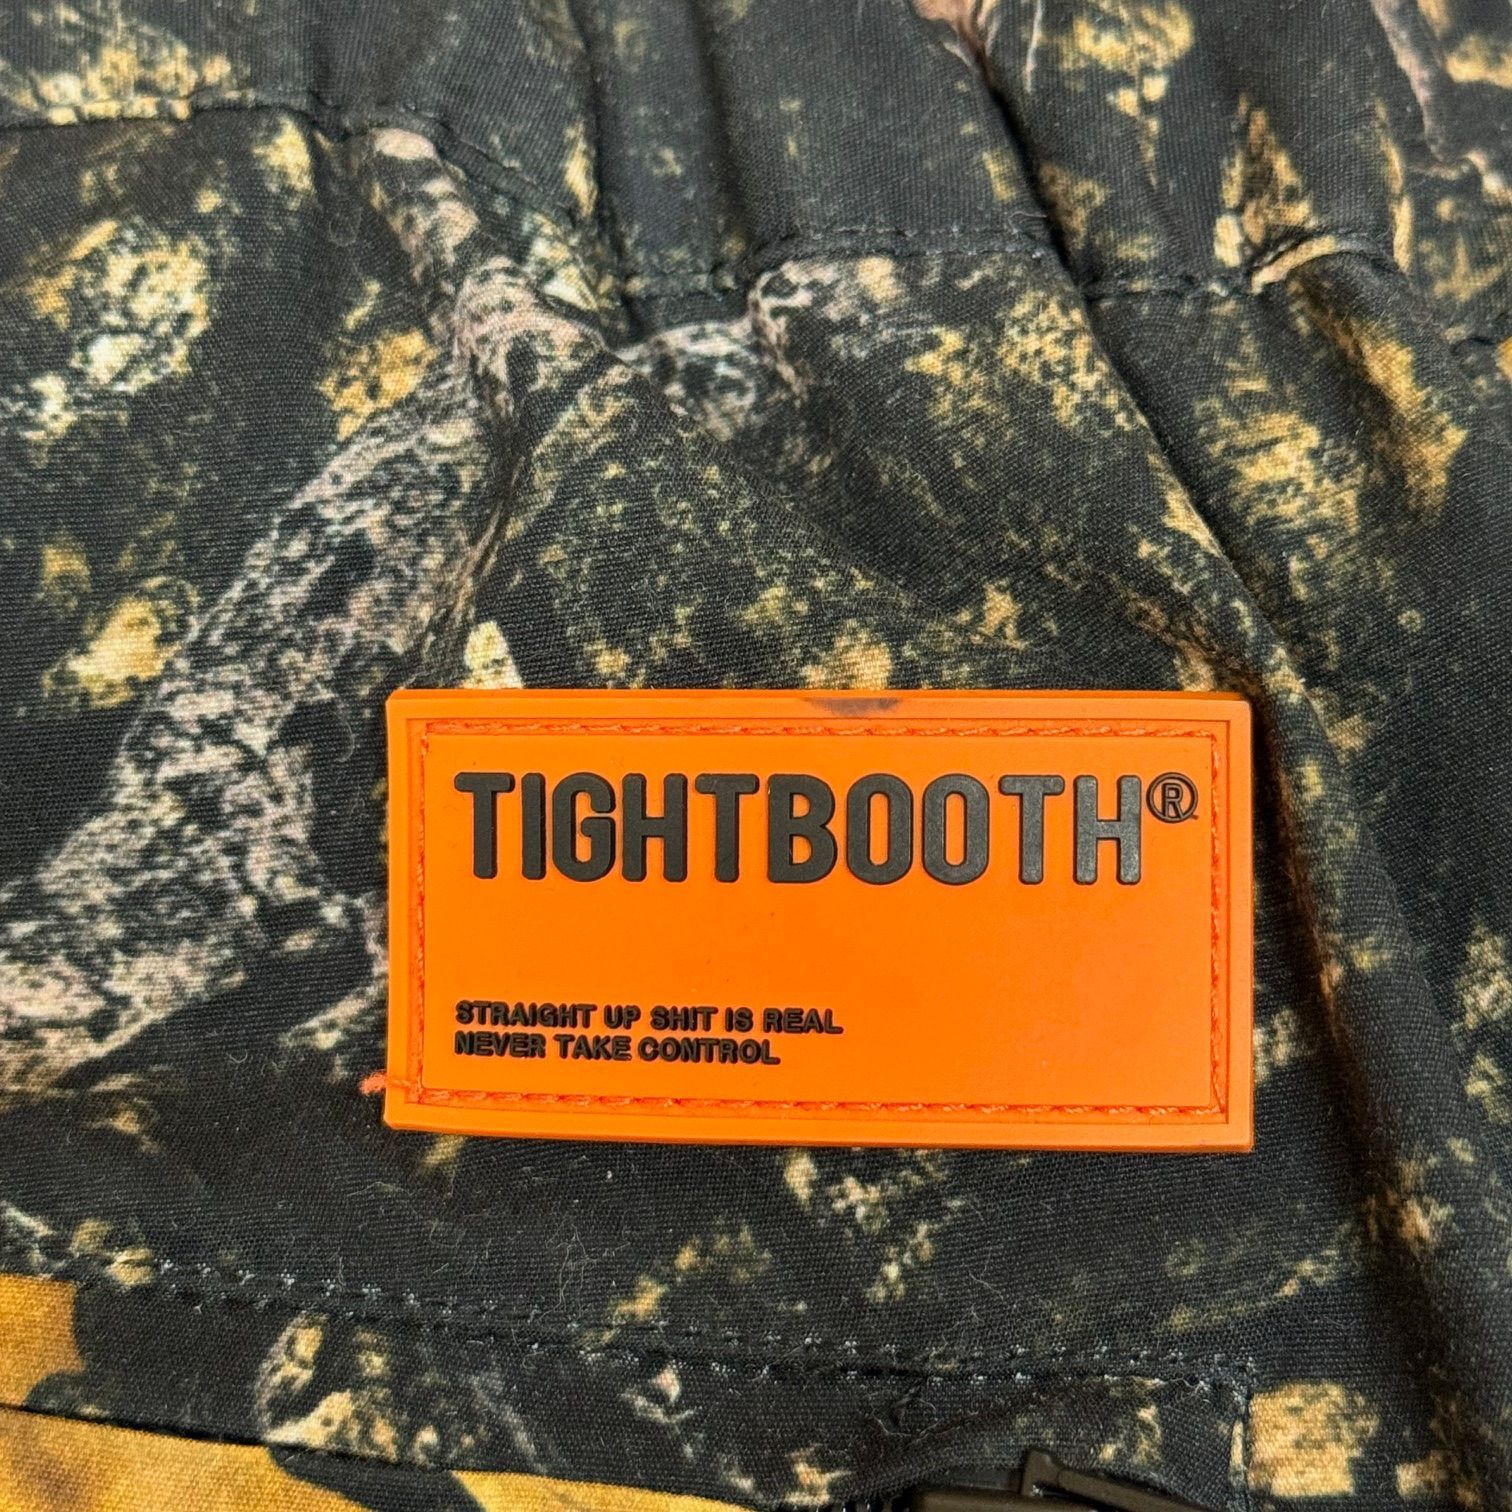 TIGHTBOOTH®
STRAIGHT UP SHIT IS REAL
NEVER TAKE CONTROL